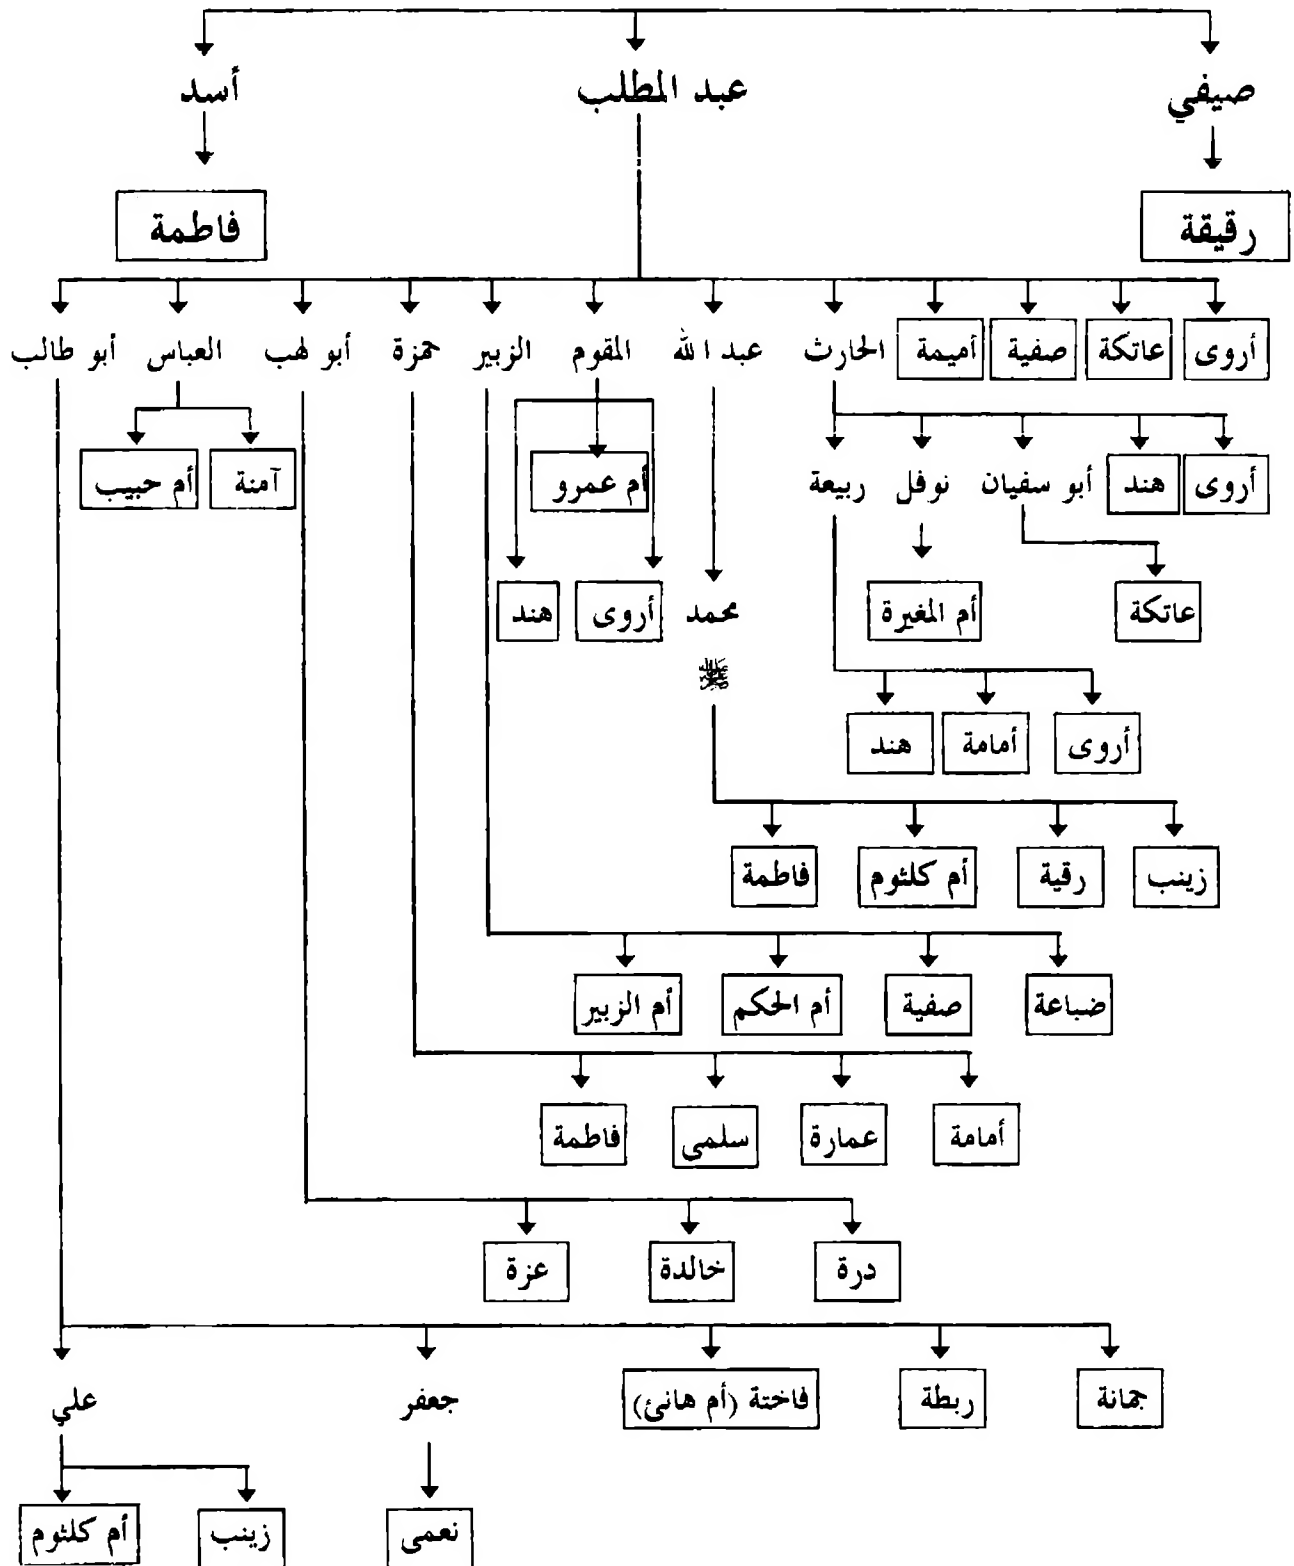 صيفي عبد المطلب أسد
رقيقة فاطمة
أروى عاتكة صفية أميمة الحارث عبد الله المقوم الزبير حمزة أبو لهب العباس أبو طالب
أروى هند أبو سفيان نوفل ربيعة أم عمرو آمنة أم حبيب
عاتكة أم المغيرة محمد أروى هند
ﷺ
أروى أمامة هند
زينب رقية أم كلثوم فاطمة
ضباعة صفية أم الحكم أم الزبير
أمامة عمارة سلمى فاطمة
درة خالدة عزة
جمانة ربطة فاختة (أم هانئ) جعفر علي
نعمى زينب أم كلثوم